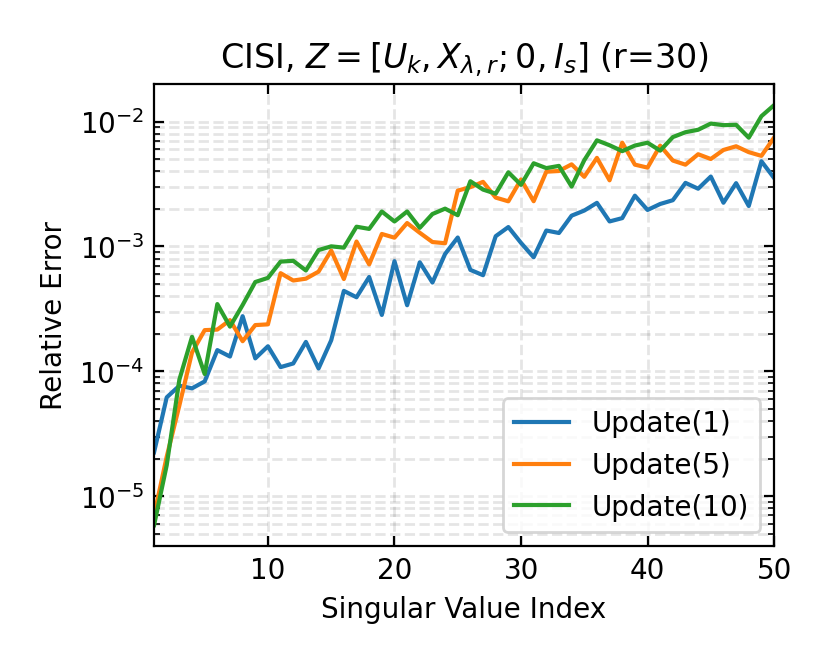 CISI, $Z = [U_k, X_{\lambda,r}; 0, I_s]$ (r=30)
Relative Error
10⁻²
10⁻³
10⁻⁴
10⁻⁵
Update(1)
Update(5)
Update(10)
10 20 30 40 50
Singular Value Index